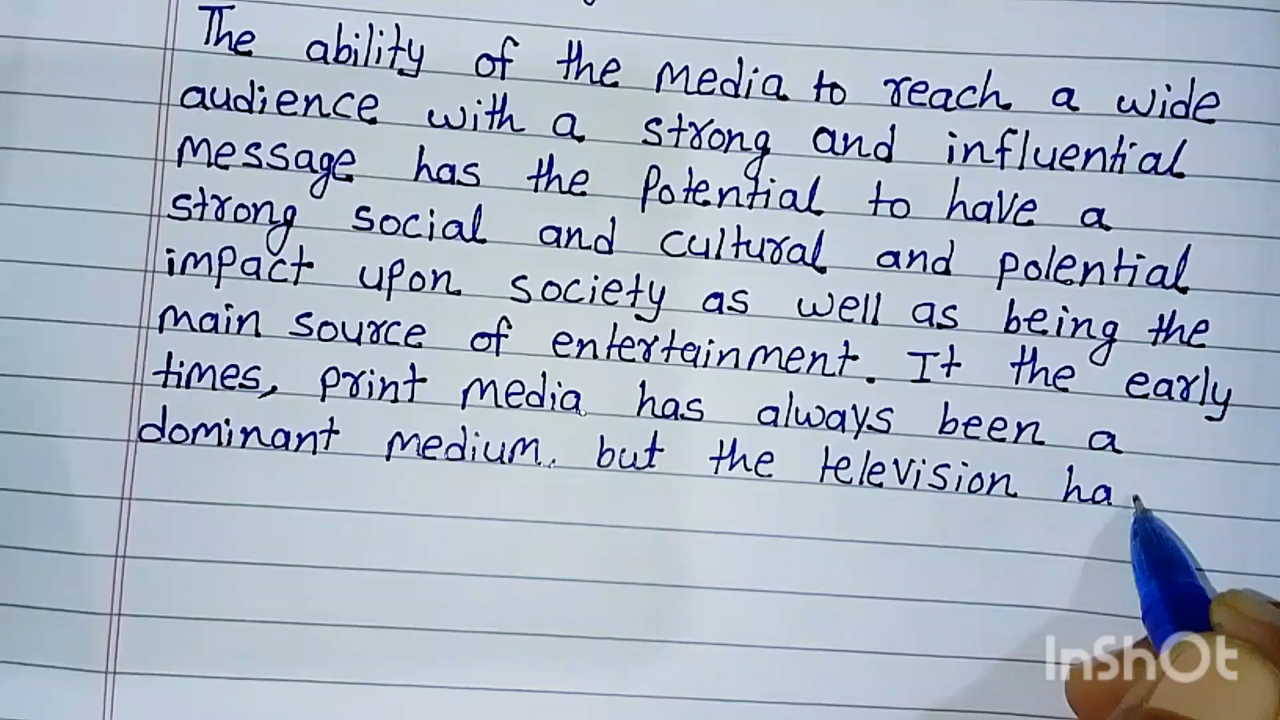 The ability of the media to reach a wide
audience with a strong and influential
message has the potential to have a
strong social and cultural and polential
impact upon society as well as being the
main source of entertainment. It the early
times, print media has always been a
dominant medium. but the television ha
InShOt